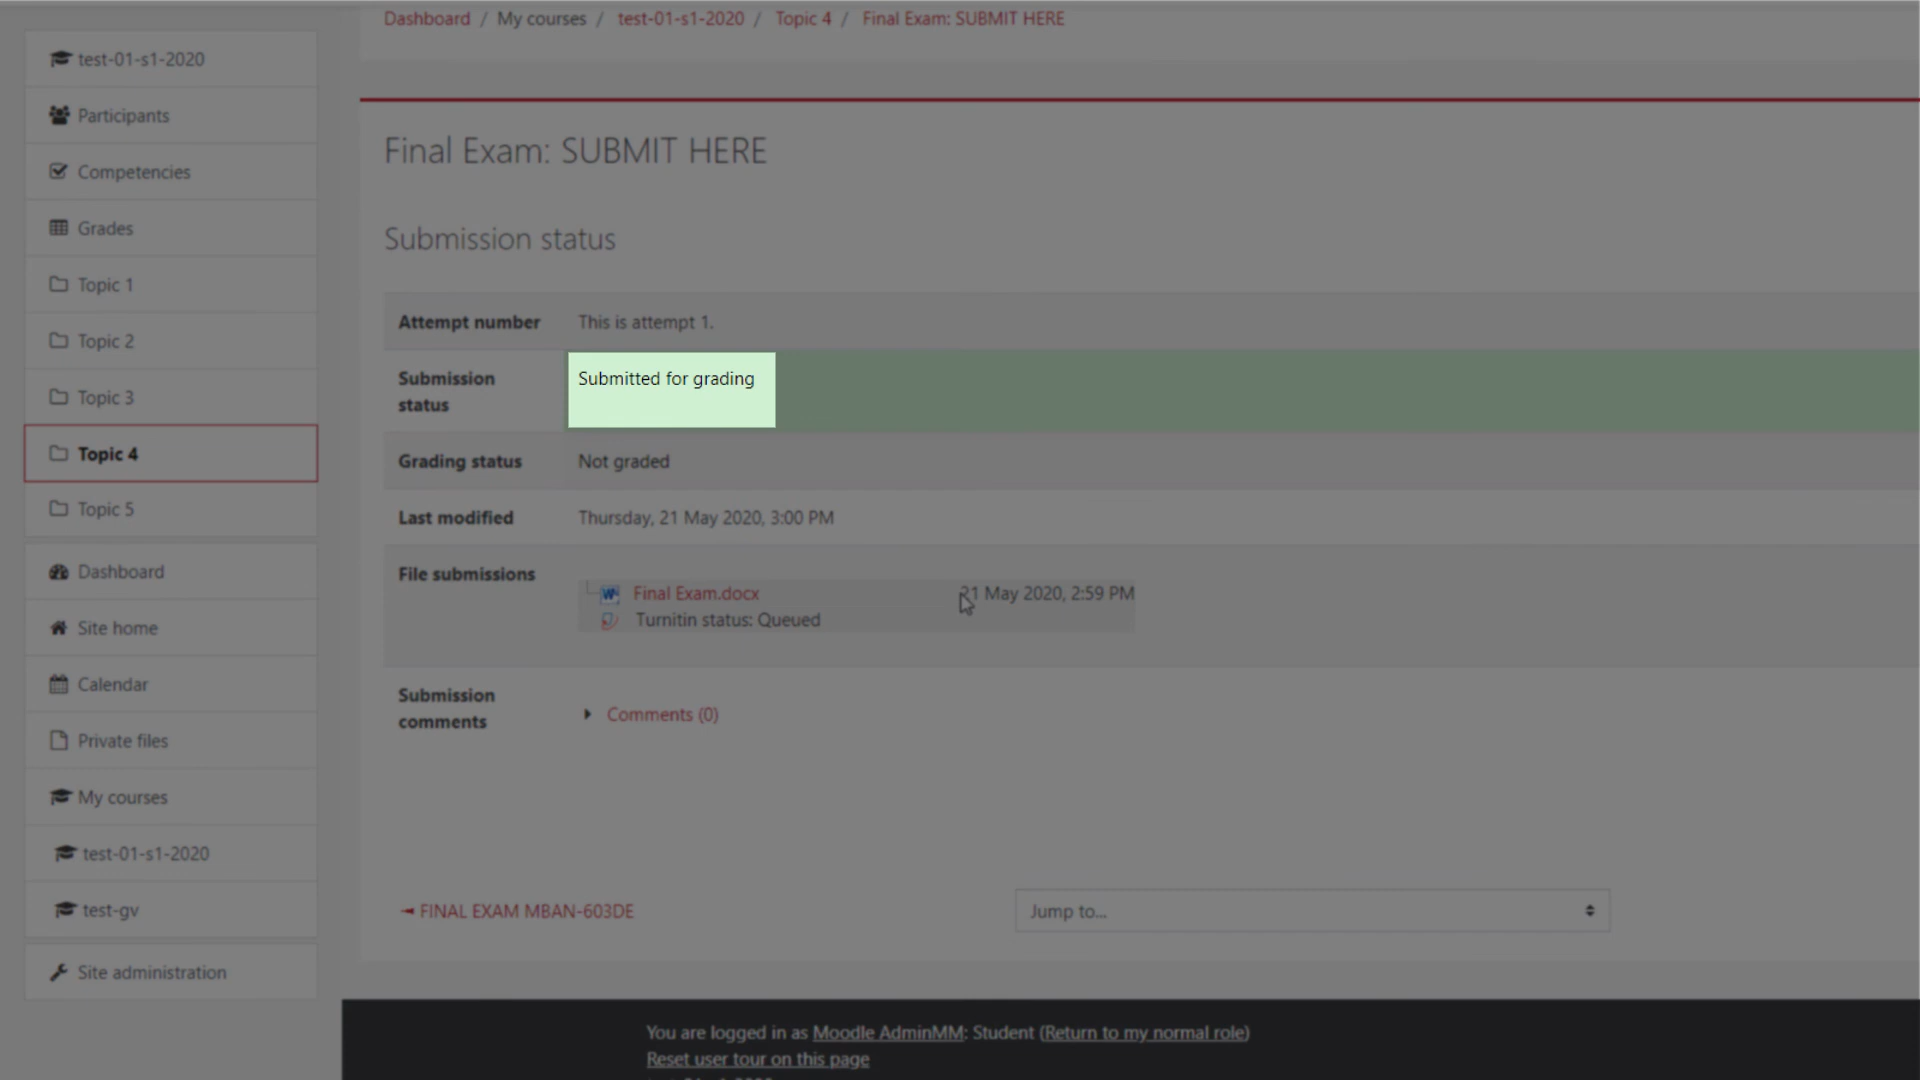 Dashboard / My courses / test-01-s1-2020 / Topic 4 / Final Exam: SUBMIT HERE
test-01-s1-2020
Participants
Competencies
Grades
Topic 1
Topic 2
Topic 3
Topic 4
Topic 5
Dashboard
Site home
Calendar
Private files
My courses
test-01-s1-2020
test-gv
Site administration
Final Exam: SUBMIT HERE
Submission status
Attempt number This is attempt 1.
Submission status Submitted for grading
Grading status Not graded
Last modified Thursday, 21 May 2020, 3:00 PM
File submissions
Final Exam.docx 21 May 2020, 2:59 PM
Turnitin status: Queued
Submission comments Comments (0)
◄ FINAL EXAM MBAN-603DE
Jump to...
You are logged in as Moodle AdminMM: Student (Return to my normal role)
Reset user tour on this page